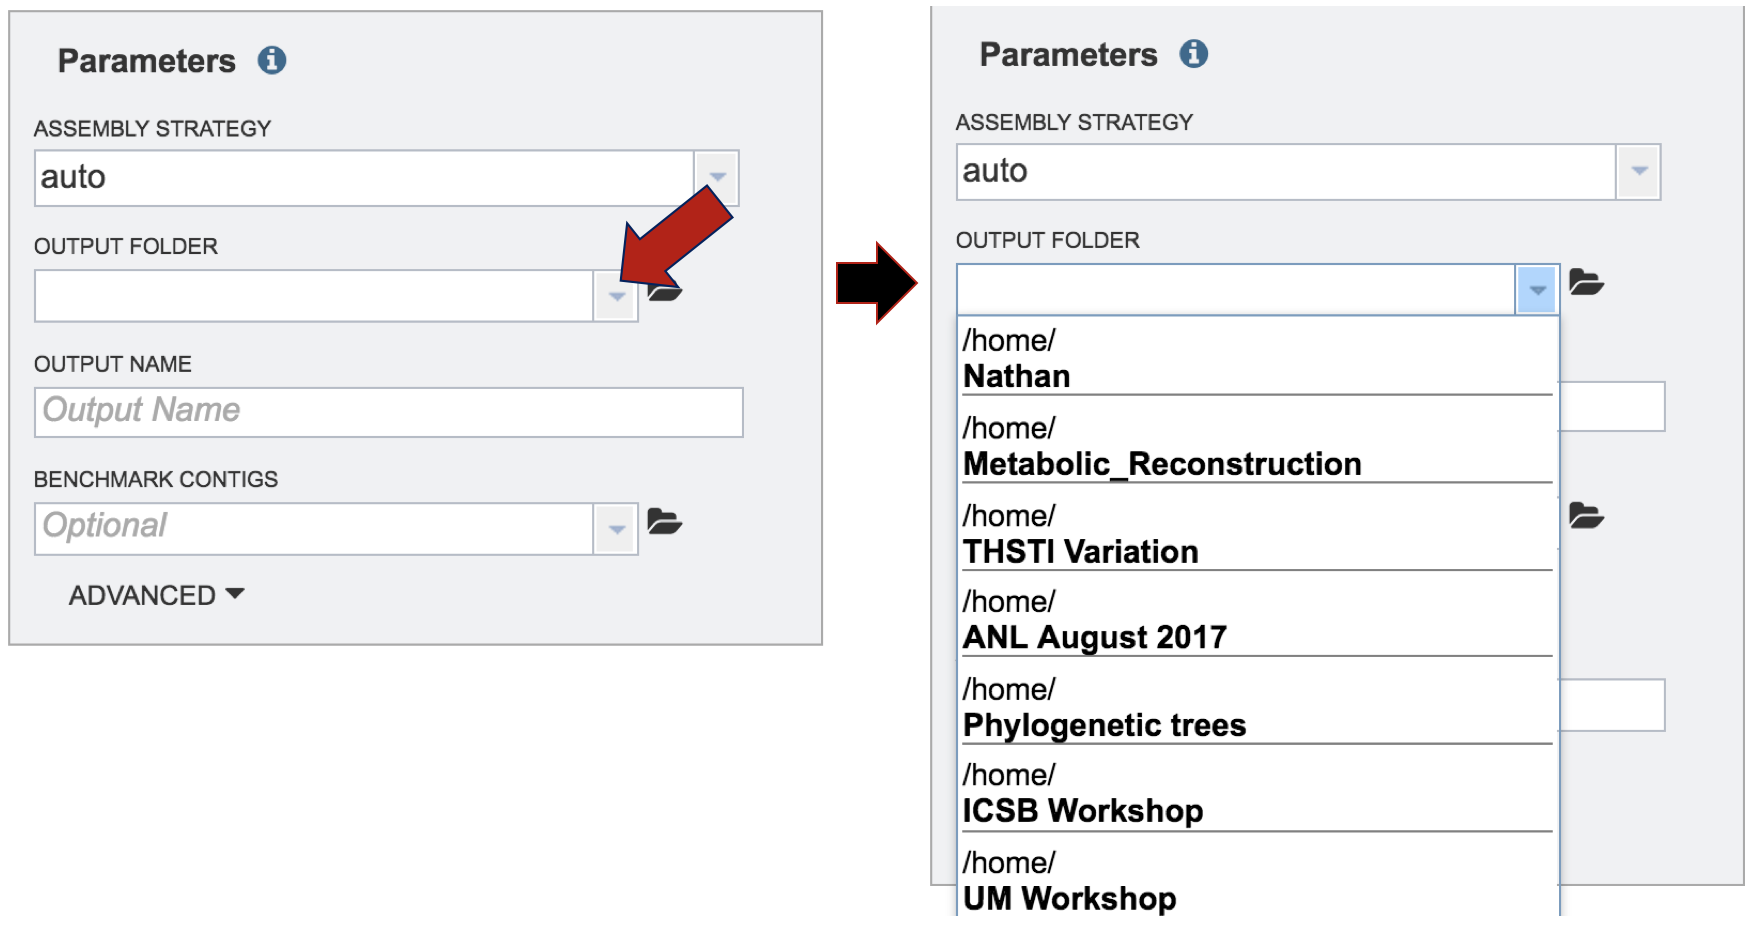 Parameters
ASSEMBLY STRATEGY
auto
OUTPUT FOLDER
OUTPUT NAME
Output Name
BENCHMARK CONTIGS
Optional
ADVANCED
Parameters
ASSEMBLY STRATEGY
auto
OUTPUT FOLDER
/home/
Nathan
/home/
Metabolic_Reconstruction
/home/
THSTI Variation
/home/
ANL August 2017
/home/
Phylogenetic trees
/home/
ICSB Workshop
/home/
UM Workshop